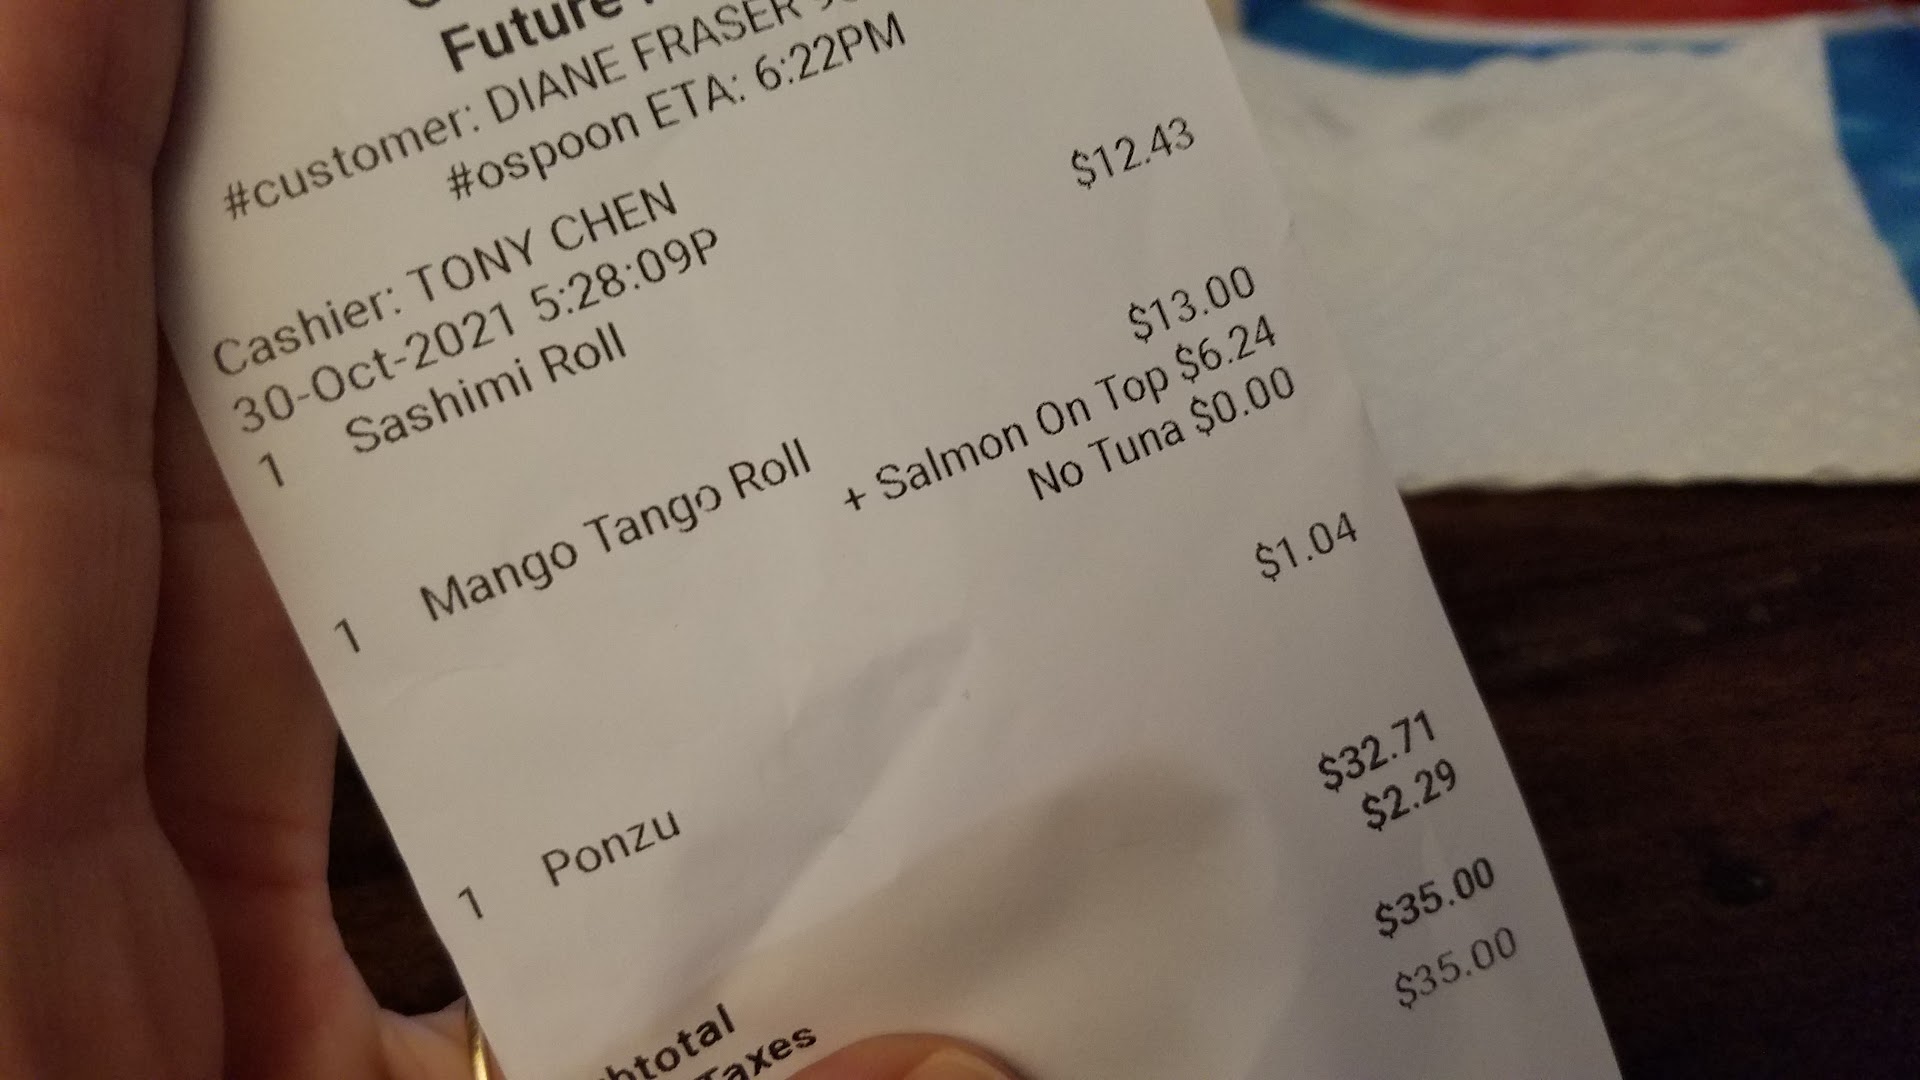 Future
#customer: DIANE FRASER
#ospoon ETA: 6:22PM
Cashier: TONY CHEN
30-Oct-2021 5:28:09P
1 Sashimi Roll $12.43
1 Mango Tango Roll $13.00
+ Salmon On Top $6.24
No Tuna $0.00
1 Ponzu $1.04
btotal $32.71
Taxes $2.29
$35.00
$35.00